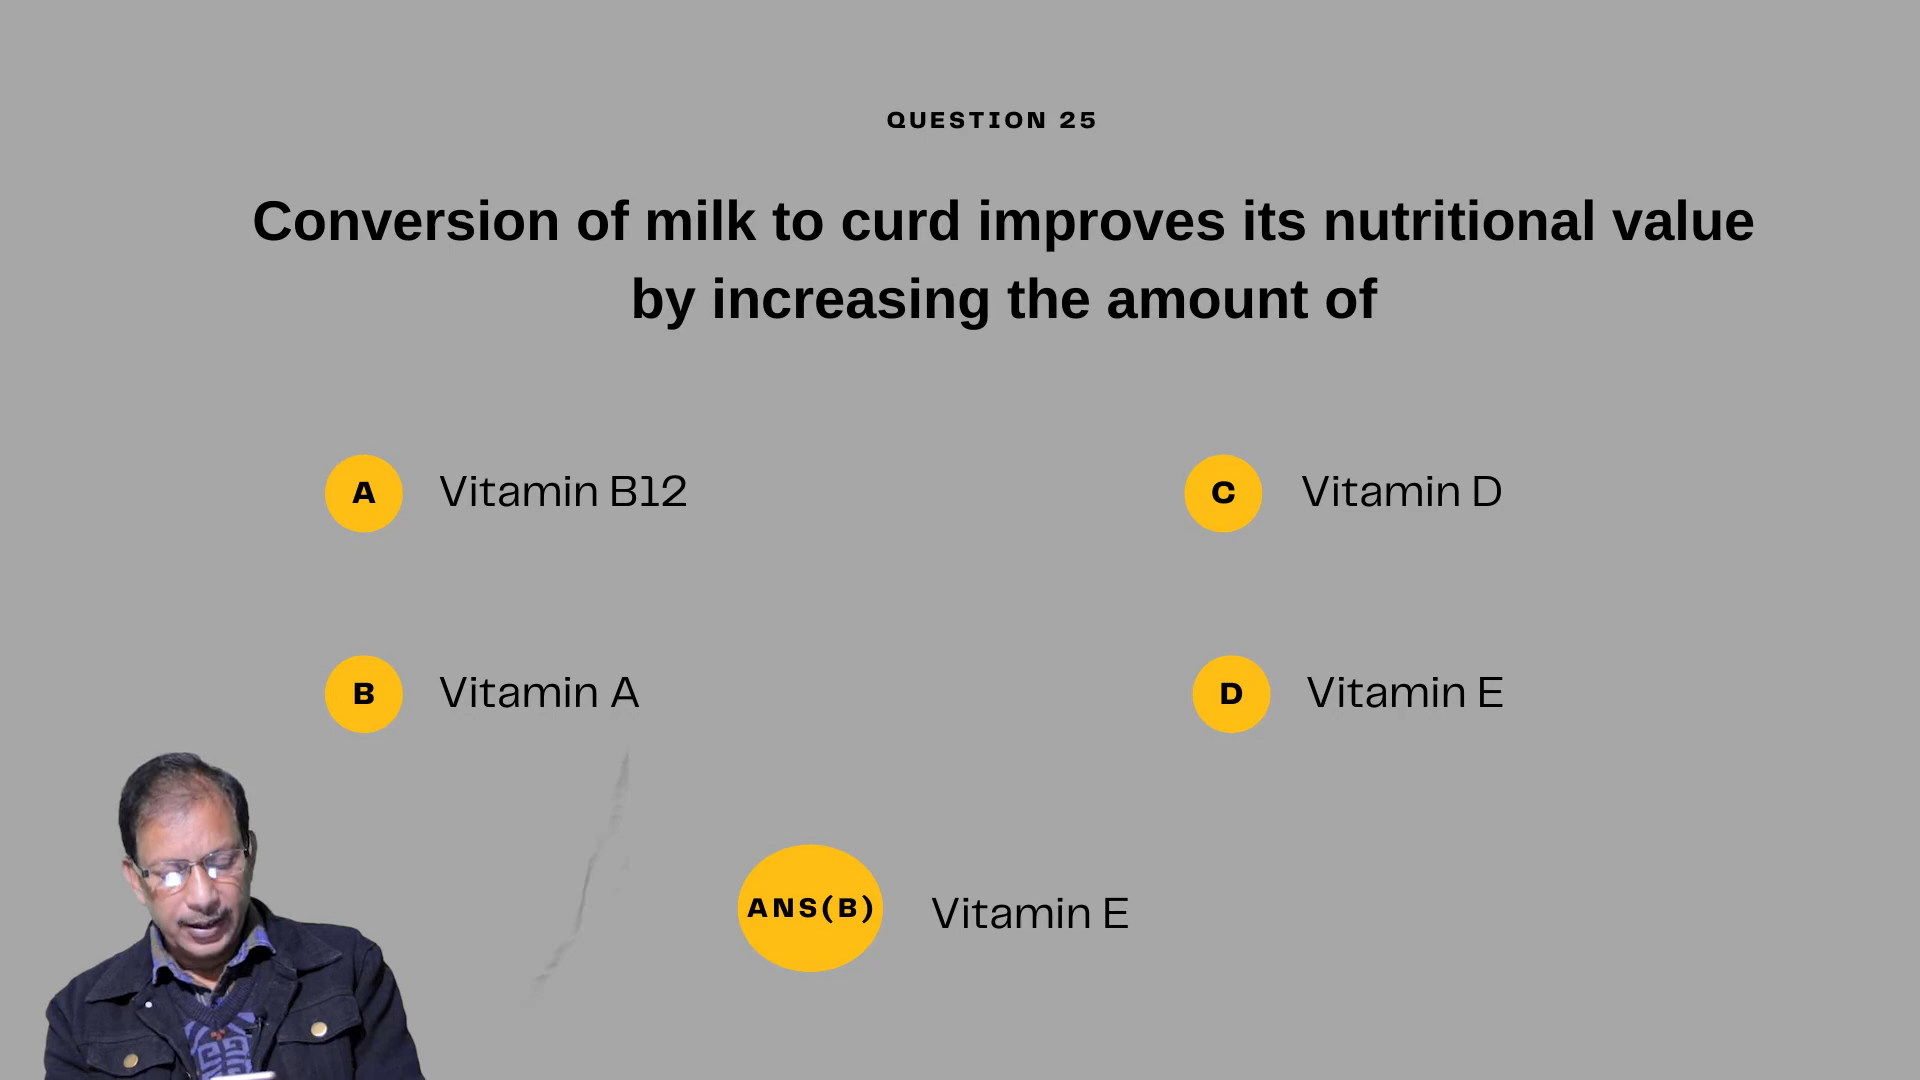 QUESTION 25
Conversion of milk to curd improves its nutritional value
by increasing the amount of
A Vitamin B12
C Vitamin D
B Vitamin A
D Vitamin E
ANS(B) Vitamin E